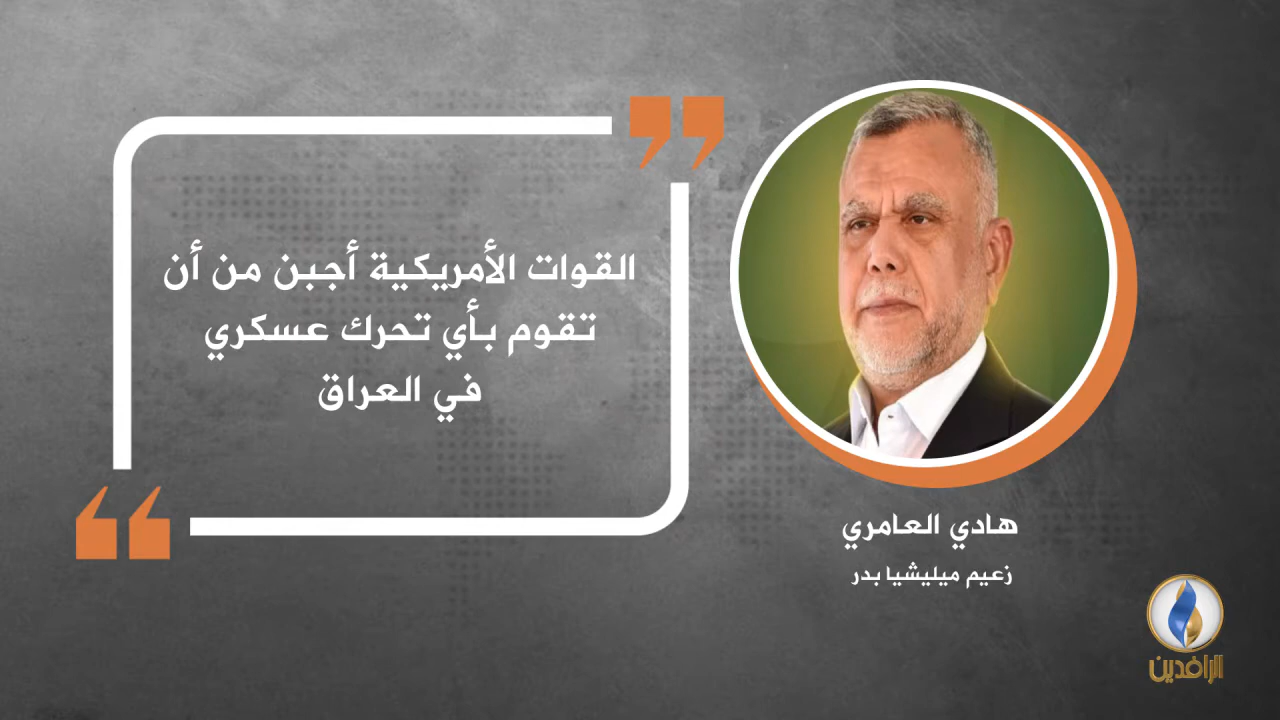 القوات الأمريكية أجبن من أن
تقوم بأي تحرك عسكري
في العراق
هادي العامري
زعيم ميليشيا بدر
الرافدين